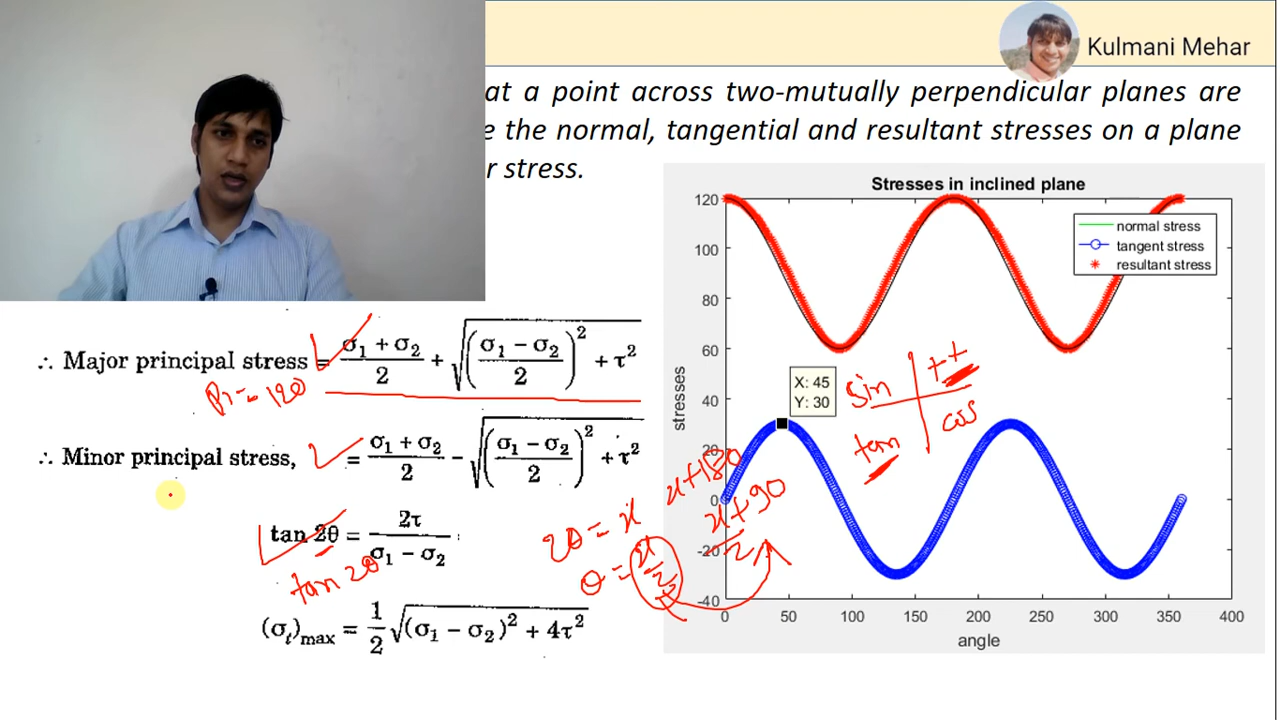 Kulmani Mehar
at a point across two-mutually perpendicular planes are
e the normal, tangential and resultant stresses on a plane
r stress.
∴ Major principal stress = (σ₁ + σ₂)/2 + √(((σ₁ − σ₂)/2)² + τ²)
= 120
∴ Minor principal stress, = (σ₁ + σ₂)/2 − √(((σ₁ − σ₂)/2)² + τ²)
tan 2θ = 2τ/(σ₁ − σ₂)
tan 2θ
(σₜ)max = 1/2 √((σ₁ − σ₂)² + 4τ²)
2θ = x x+180
θ = x/2 x/2+90
Stresses in inclined plane
normal stress
tangent stress
resultant stress
120
100
80
60
40
20
0
-20
-40
stresses
X: 45
Y: 30
sin ++
tan cos
0 50 100 150 200 250 300 350 400
angle